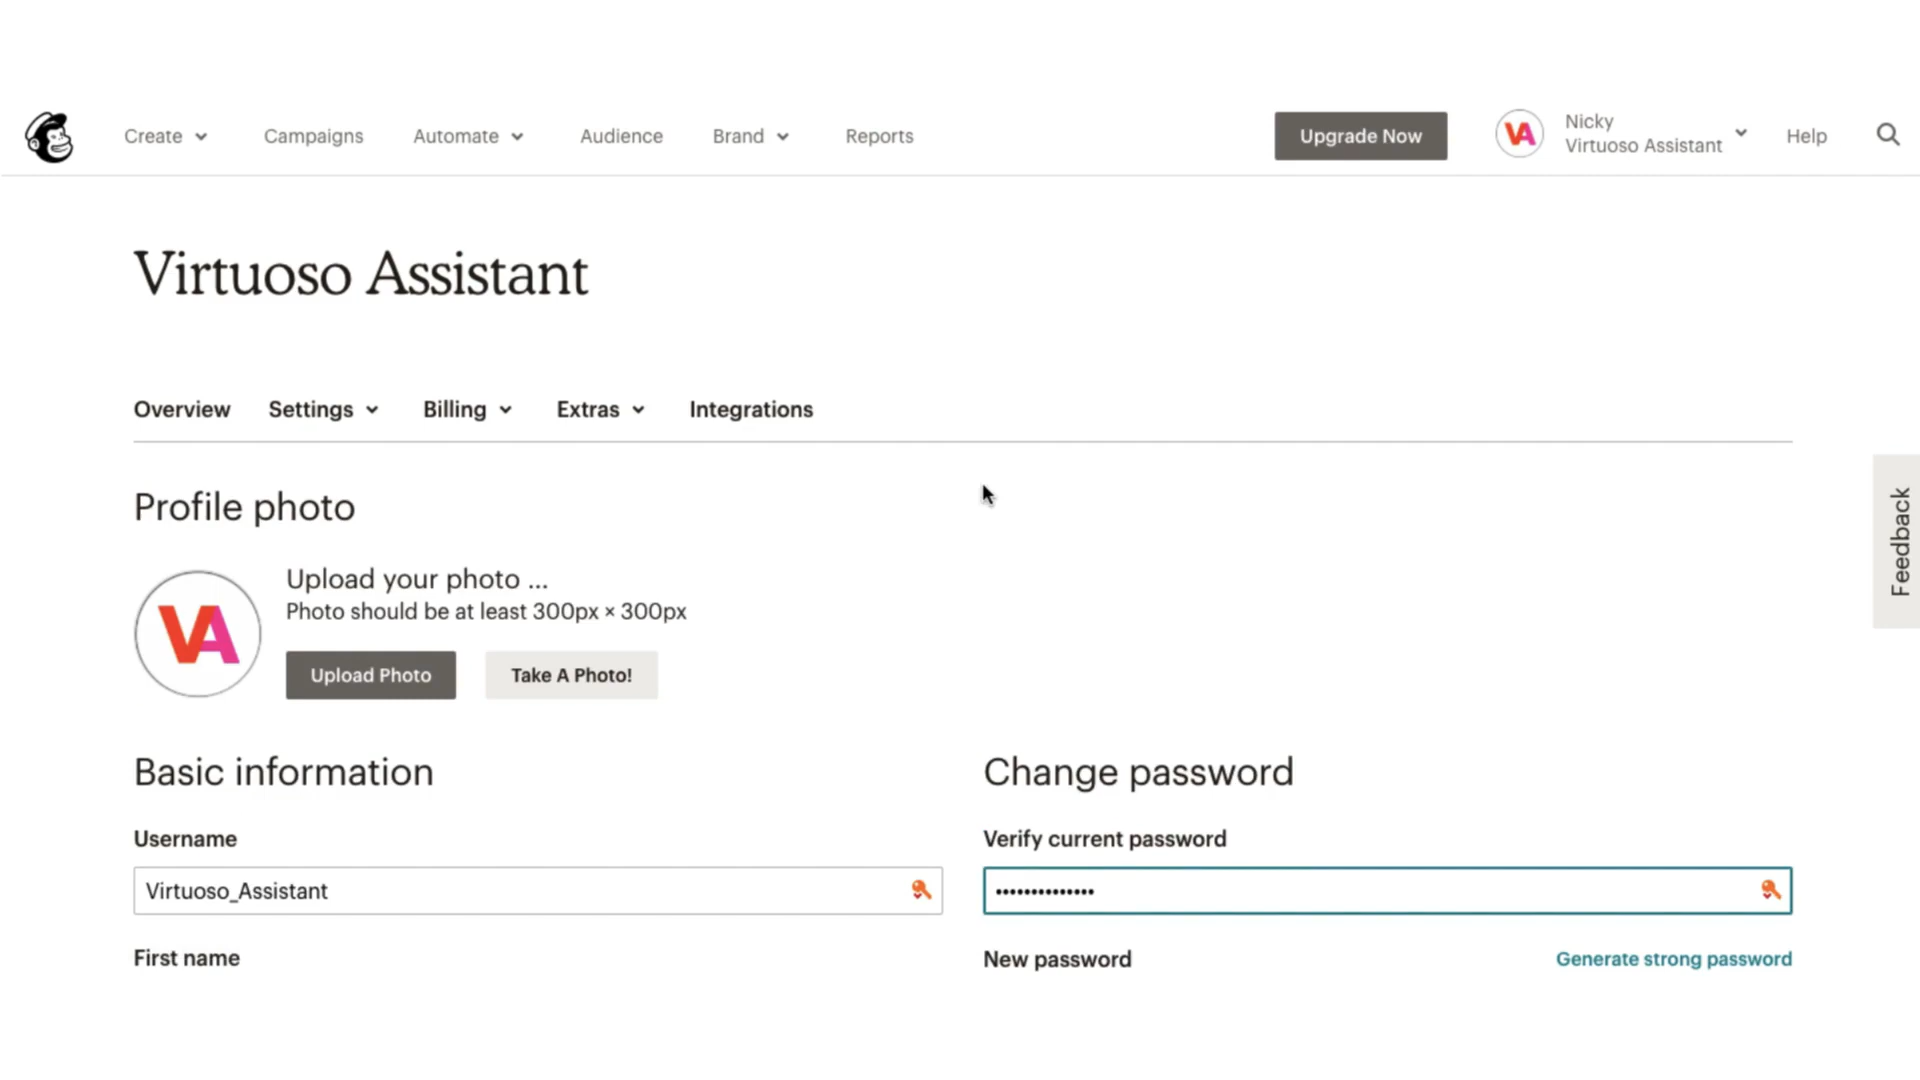 Create Campaigns Automate Audience Brand Reports Upgrade Now VA Nicky Virtuoso Assistant Help
Virtuoso Assistant
Overview Settings Billing Extras Integrations
Feedback
Profile photo
VA
Upload your photo ...
Photo should be at least 300px × 300px
Upload Photo Take A Photo!
Basic information
Username
Virtuoso_Assistant
First name
Change password
Verify current password
••••••••••••••
New password Generate strong password